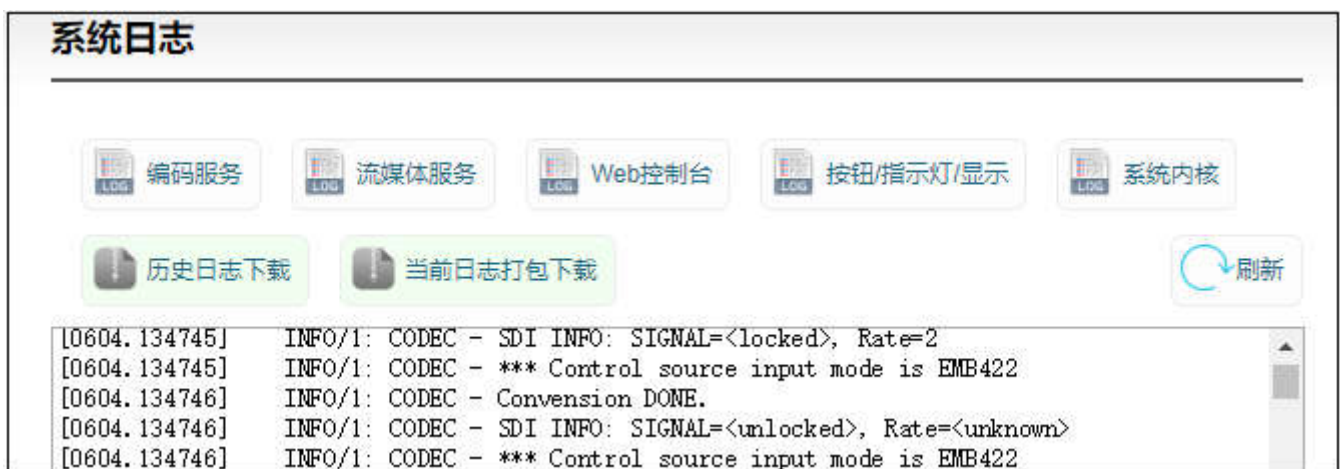 系统日志
LOG 编码服务 LOG 流媒体服务 LOG Web控制台 LOG 按钮/指示灯/显示 LOG 系统内核
历史日志下载 当前日志打包下载 刷新
[0604.134745] INFO/1: CODEC - SDI INFO: SIGNAL=<locked>, Rate=2
[0604.134745] INFO/1: CODEC - *** Control source input mode is EMB422
[0604.134746] INFO/1: CODEC - Convension DONE.
[0604.134746] INFO/1: CODEC - SDI INFO: SIGNAL=<unlocked>, Rate=<unknown>
[0604.134746] INFO/1: CODEC - *** Control source input mode is EMB422